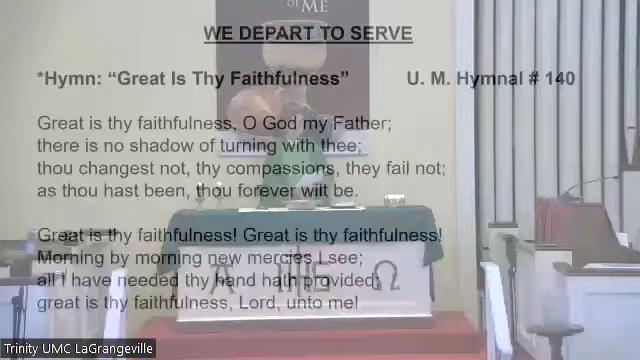 of ME
WE DEPART TO SERVE
*Hymn: “Great Is Thy Faithfulness” U. M. Hymnal # 140
Great is thy faithfulness, O God my Father;
there is no shadow of turning with thee;
thou changest not, thy compassions, they fail not;
as thou hast been, thou forever wilt be.
Great is thy faithfulness! Great is thy faithfulness!
Morning by morning new mercies I see;
all I have needed thy hand hath provided;
great is thy faithfulness, Lord, unto me!
Α IHS Ω
Trinity UMC LaGrangeville